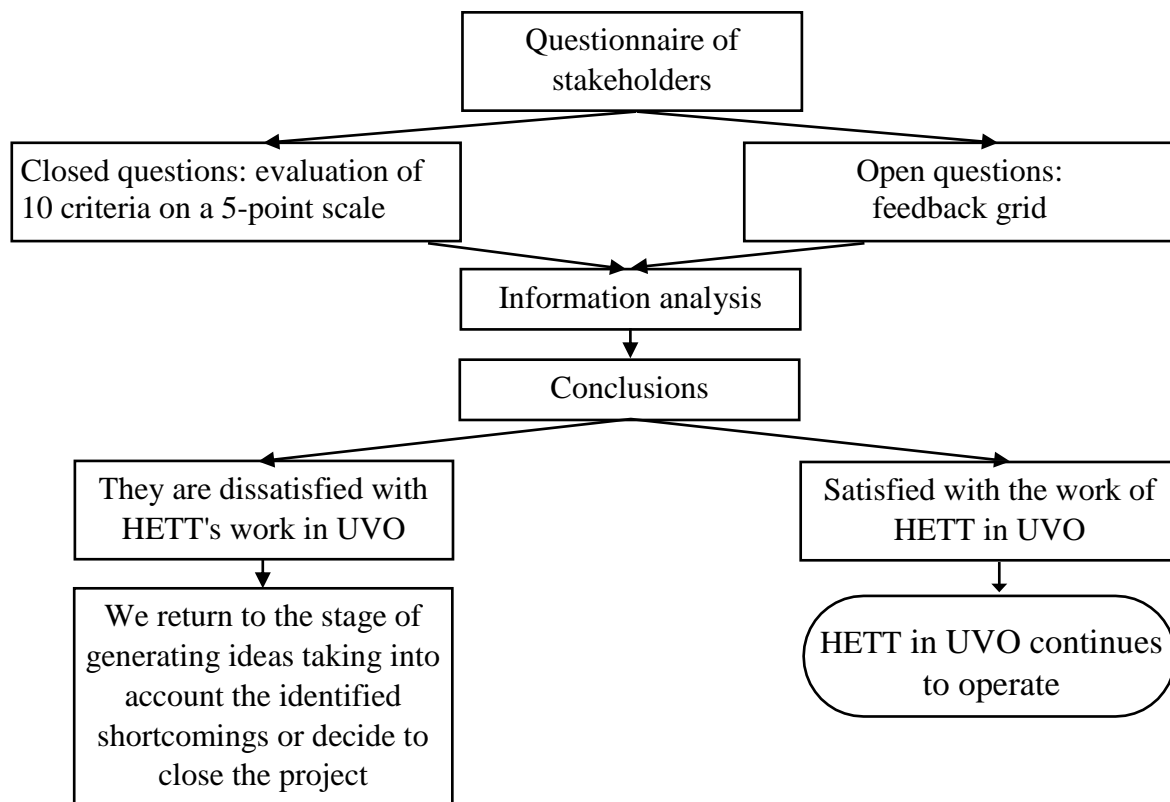 Questionnaire of
stakeholders
Closed questions: evaluation of
10 criteria on a 5-point scale
Open questions:
feedback grid
Information analysis
Conclusions
They are dissatisfied with
HETT's work in UVO
Satisfied with the work of
HETT in UVO
We return to the stage of
generating ideas taking into
account the identified
shortcomings or decide to
close the project
HETT in UVO continues
to operate